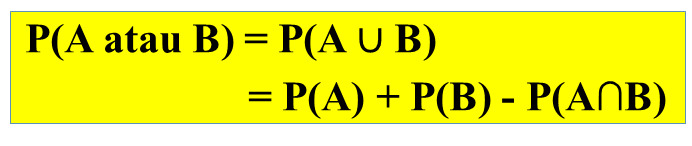 P(A atau B) = P(A ∪ B)
= P(A) + P(B) - P(A∩B)